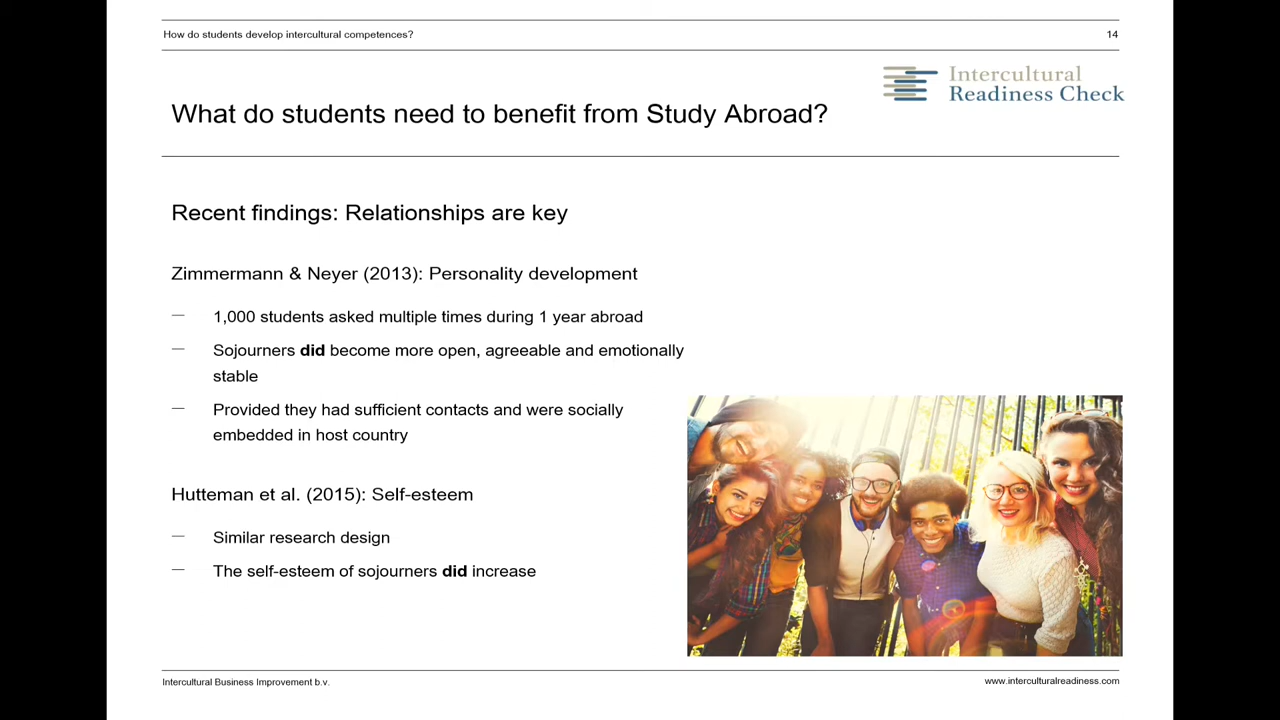 How do students develop intercultural competences?
14
Intercultural
Readiness Check
What do students need to benefit from Study Abroad?
Recent findings: Relationships are key
Zimmermann & Neyer (2013): Personality development
— 1,000 students asked multiple times during 1 year abroad
— Sojourners did become more open, agreeable and emotionally
stable
— Provided they had sufficient contacts and were socially
embedded in host country
Hutteman et al. (2015): Self-esteem
— Similar research design
— The self-esteem of sojourners did increase
Intercultural Business Improvement b.v.
www.interculturalreadiness.com